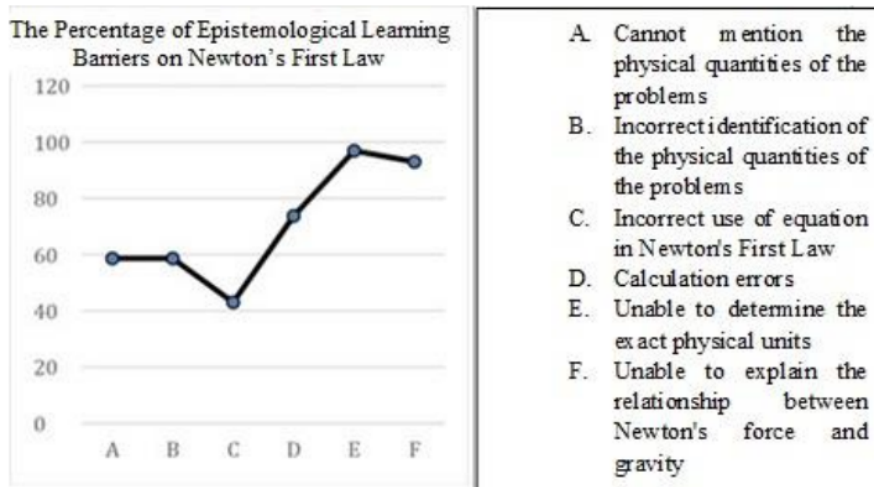 The Percentage of Epistemological Learning
Barriers on Newton's First Law
120
100
80
60
40
20
0
A B C D E F
A. Cannot mention the
physical quantities of the
problems
B. Incorrect identification of
the physical quantities of
the problems
C. Incorrect use of equation
in Newton's First Law
D. Calculation errors
E. Unable to determine the
exact physical units
F. Unable to explain the
relationship between
Newton's force and
gravity